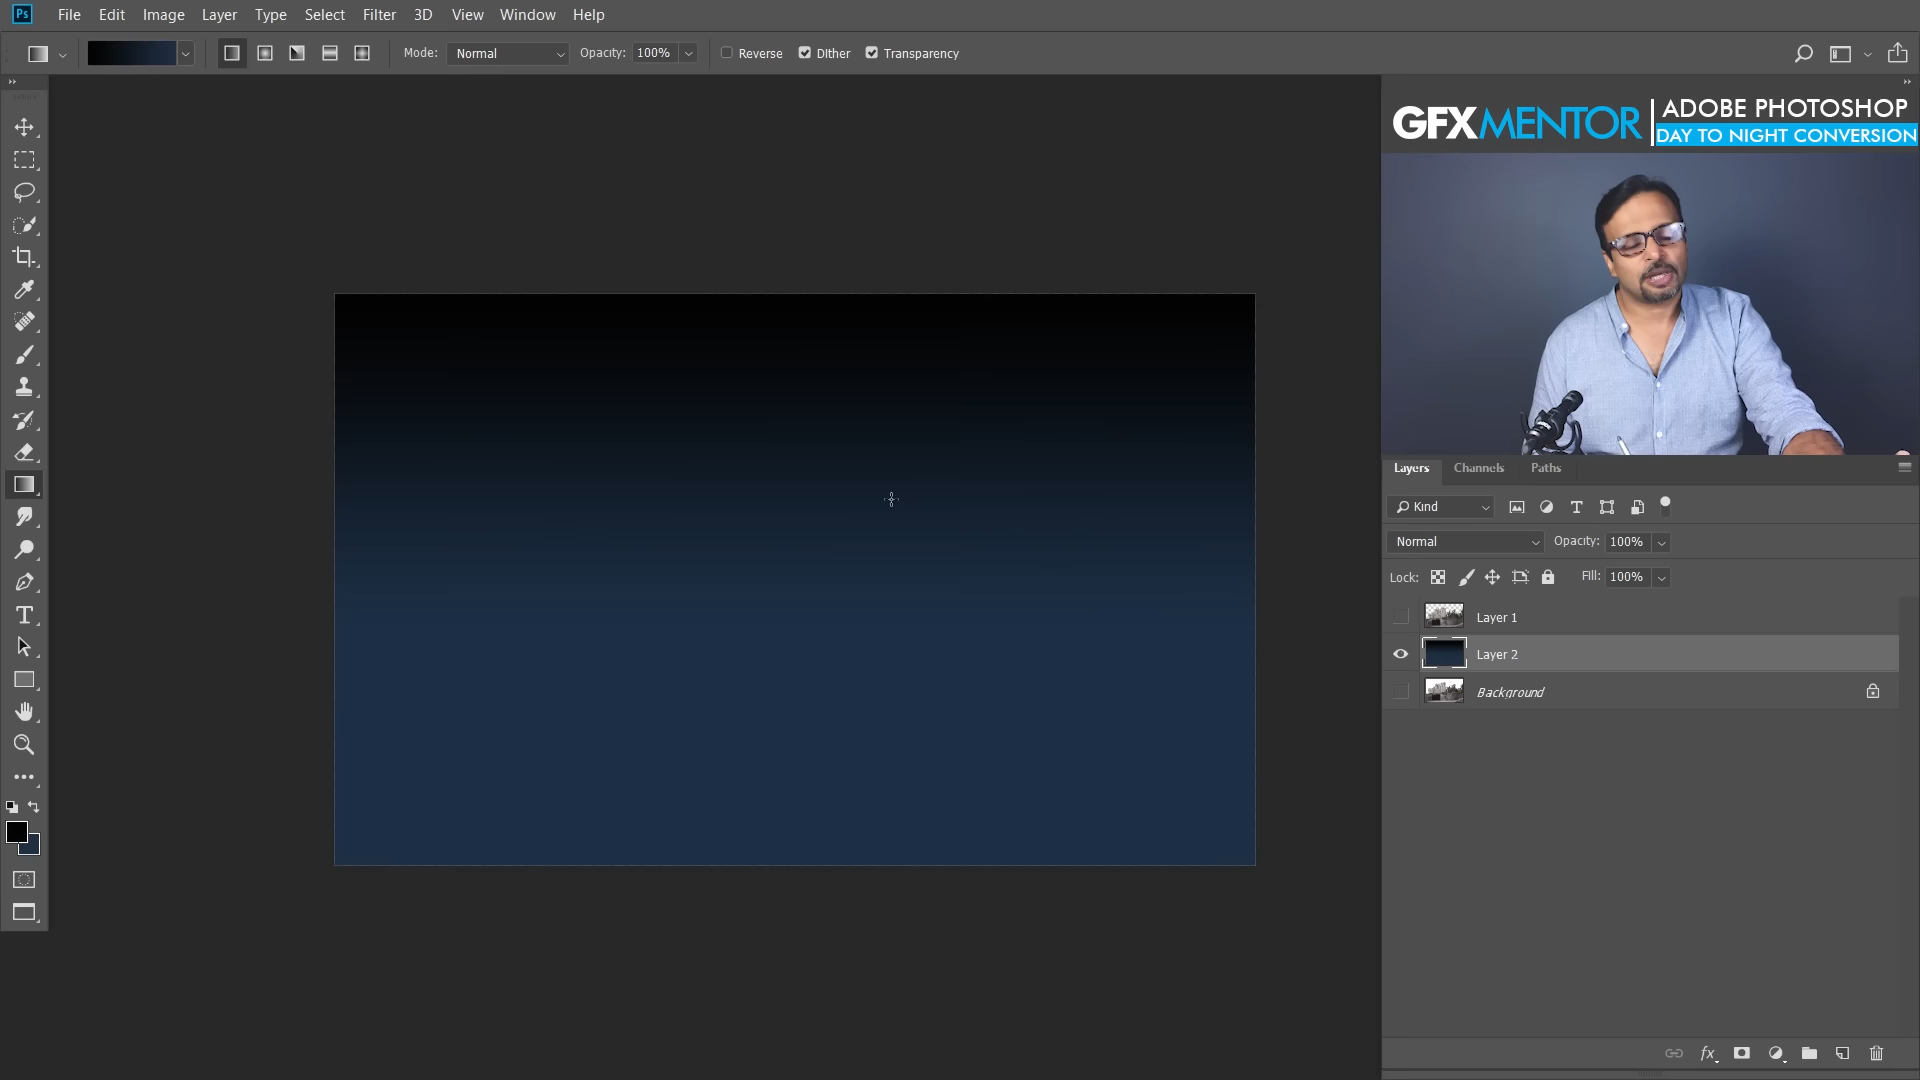 Ps File Edit Image Layer Type Select Filter 3D View Window Help
Mode: Normal Opacity: 100% Reverse Dither Transparency
GFXMENTOR
ADOBE PHOTOSHOP
DAY TO NIGHT CONVERSION
Layers Channels Paths
Kind
Normal Opacity: 100%
Lock: Fill: 100%
Layer 1
Layer 2
Background
fx